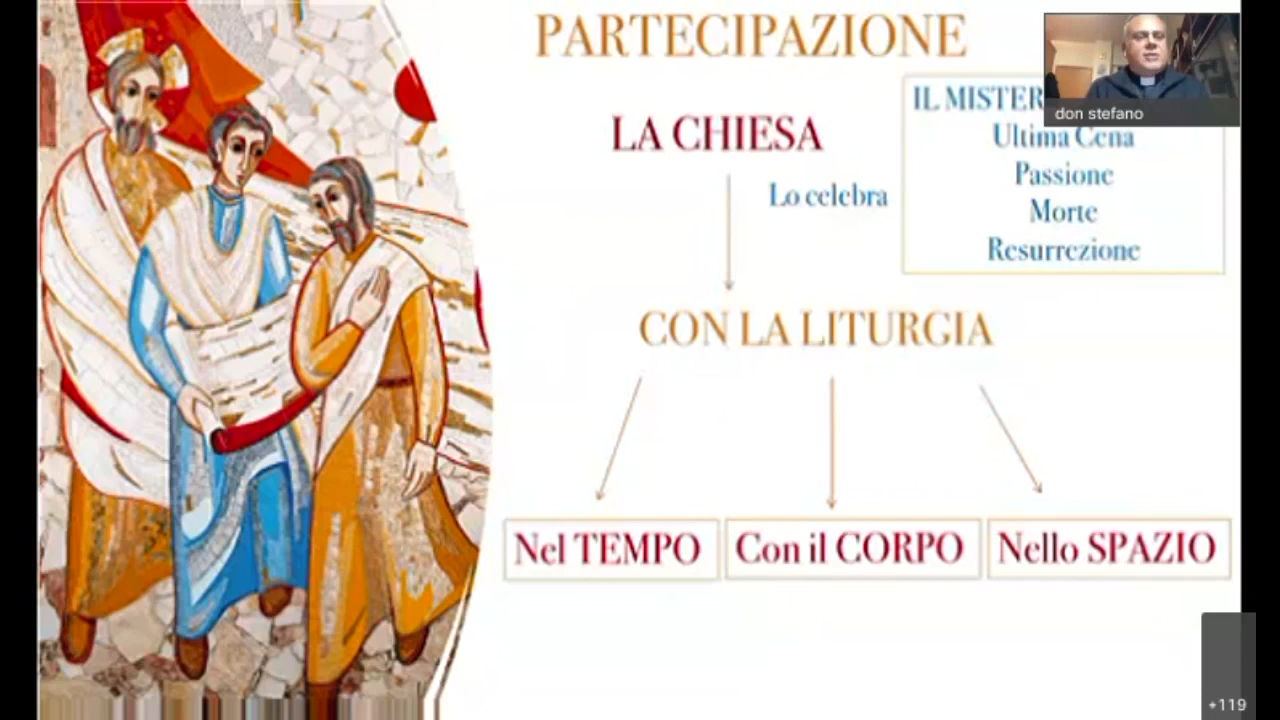 PARTECIPAZIONE
don stefano
IL MISTER
LA CHIESA
Ultima Cena
Lo celebra
Passione
Morte
Resurrezione
CON LA LITURGIA
Nel TEMPO
Con il CORPO
Nello SPAZIO
+119